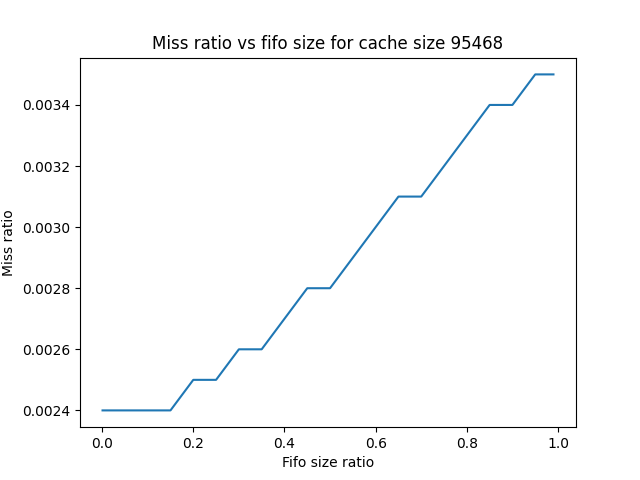 Miss ratio vs fifo size for cache size 95468
Miss ratio
0.0034
0.0032
0.0030
0.0028
0.0026
0.0024
0.0 0.2 0.4 0.6 0.8 1.0
Fifo size ratio